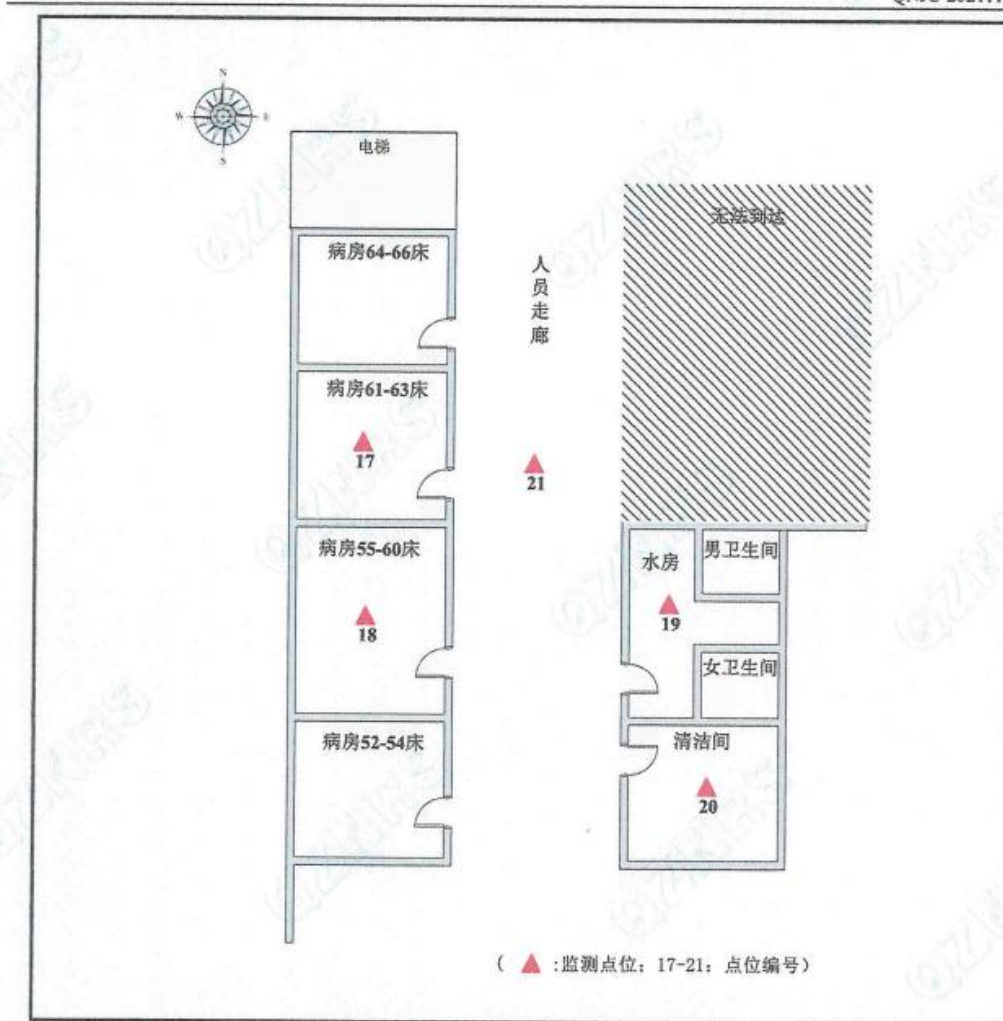 N
W
E
S
电梯
无法到达
病房64-66床
人员走廊
病房61-63床
17
21
病房55-60床
水房
男卫生间
19
18
女卫生间
病房52-54床
清洁间
20
( ▲ :监测点位; 17-21: 点位编号)